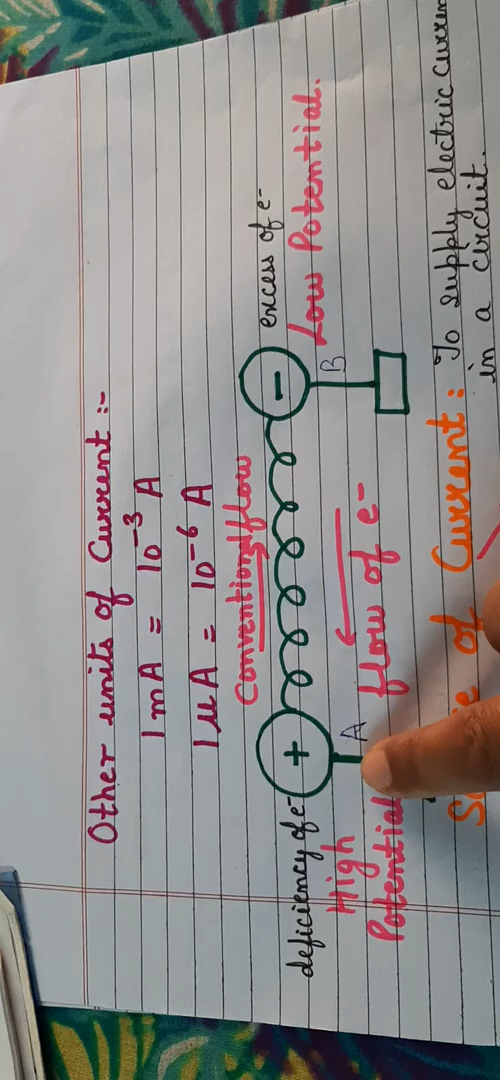 Other units of Current :-
1 mA = 10⁻³ A
1 μA = 10⁻⁶ A
Conventional flow
deficiency of e-
+
-
excess of e-
High Potential
A
flow of e-
B
Low Potential.
of Current : To supply electric
in a circuit.